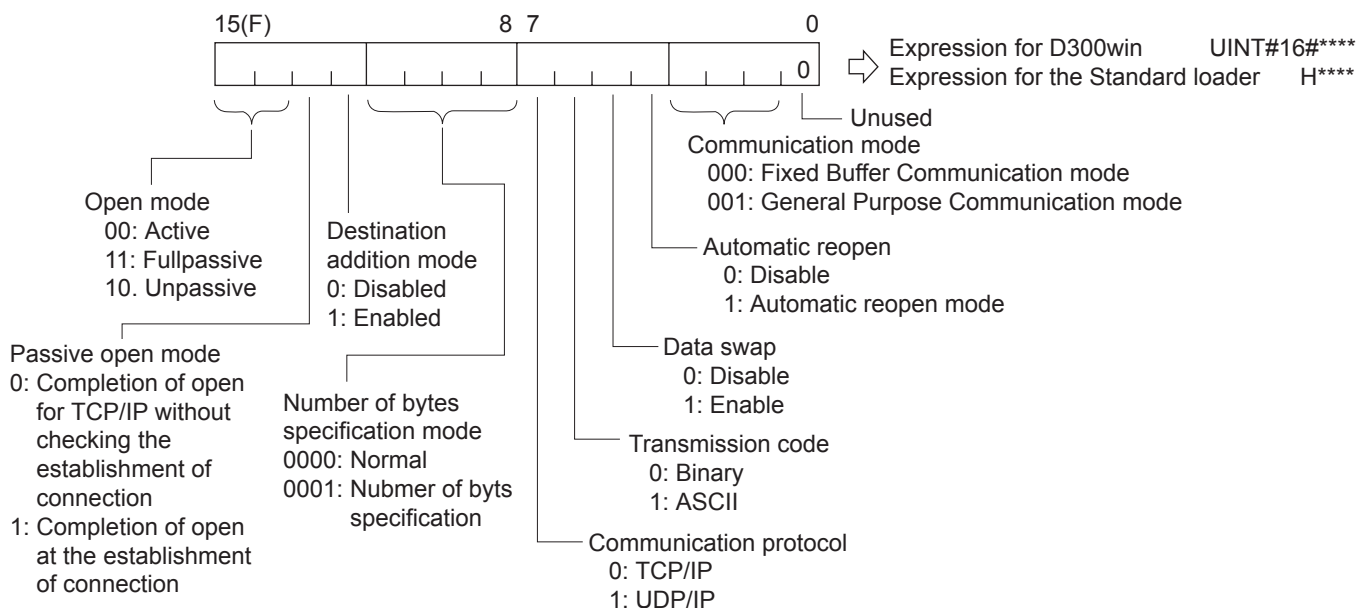 15(F) 8 7 0
0
Expression for D300win UINT#16#****
Expression for the Standard loader H****
Unused
Communication mode
000: Fixed Buffer Communication mode
001: General Purpose Communication mode
Automatic reopen
0: Disable
1: Automatic reopen mode
Data swap
0: Disable
1: Enable
Transmission code
0: Binary
1: ASCII
Communication protocol
0: TCP/IP
1: UDP/IP
Number of bytes
specification mode
0000: Normal
0001: Nubmer of byts
specification
Destination
addition mode
0: Disabled
1: Enabled
Open mode
00: Active
11: Fullpassive
10. Unpassive
Passive open mode
0: Completion of open
for TCP/IP without
checking the
establishment of
connection
1: Completion of open
at the establishment
of connection